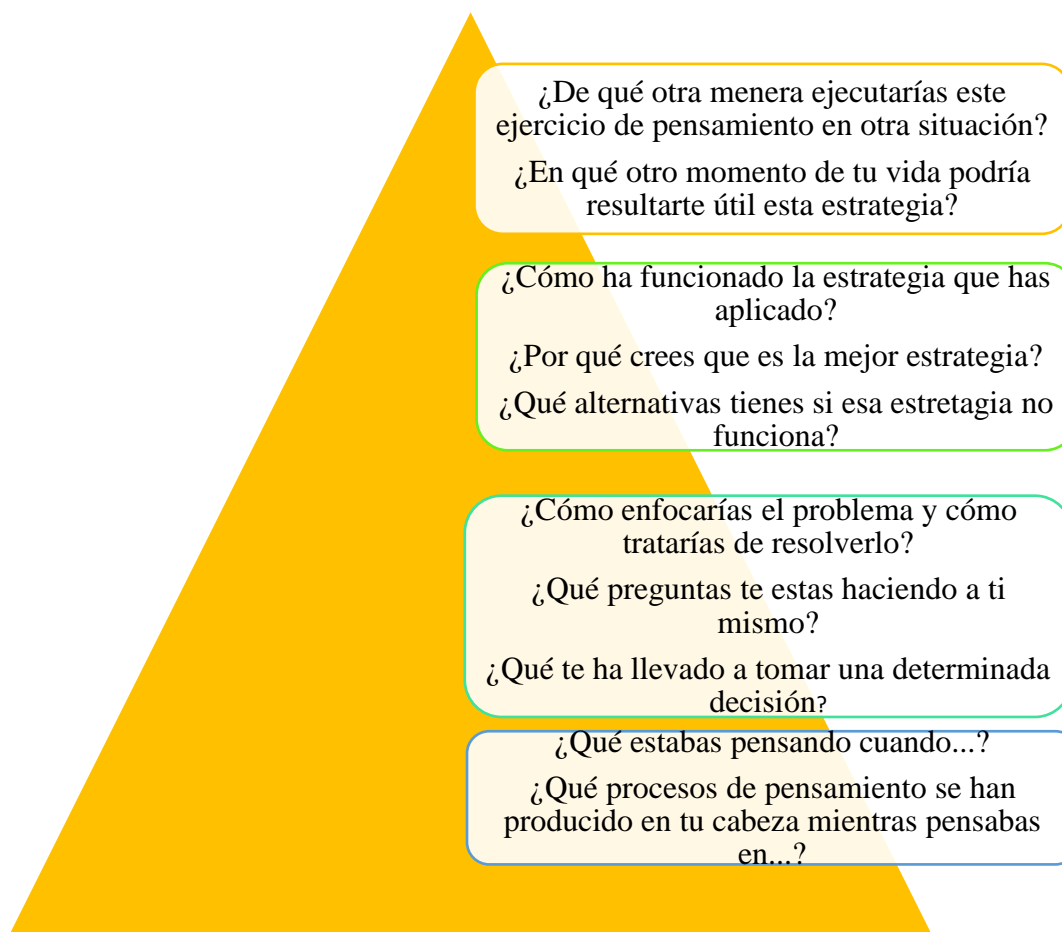 ¿De qué otra menera ejecutarías este
ejercicio de pensamiento en otra situación?
¿En qué otro momento de tu vida podría
resultarte útil esta estrategia?
¿Cómo ha funcionado la estrategia que has
aplicado?
¿Por qué crees que es la mejor estrategia?
¿Qué alternativas tienes si esa estretagia no
funciona?
¿Cómo enfocarías el problema y cómo
tratarías de resolverlo?
¿Qué preguntas te estas haciendo a ti
mismo?
¿Qué te ha llevado a tomar una determinada
decisión?
¿Qué estabas pensando cuando...?
¿Qué procesos de pensamiento se han
producido en tu cabeza mientras pensabas
en...?